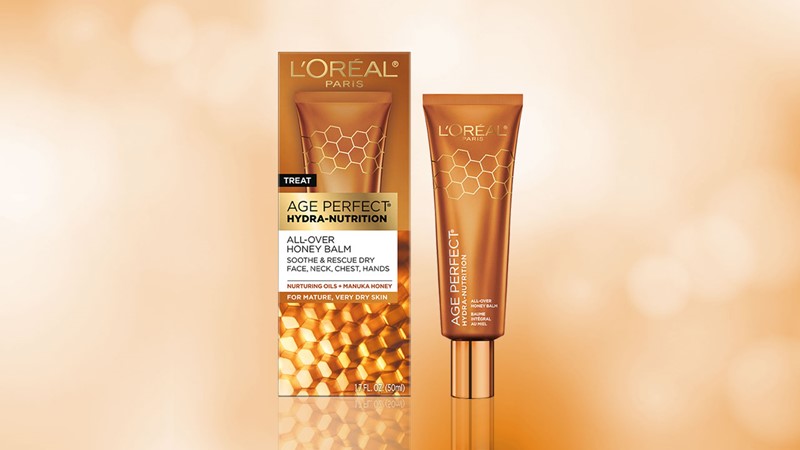 L'ORÉAL®
PARIS
TREAT
AGE PERFECT®
HYDRA-NUTRITION
ALL-OVER
HONEY BALM
SOOTHE & RESCUE DRY
FACE, NECK, CHEST, HANDS
NURTURING OILS + MANUKA HONEY
FOR MATURE, VERY DRY SKIN
1.7 FL. OZ (50ml)
L'ORÉAL®
PARIS
AGE PERFECT®
HYDRA-NUTRITION
ALL-OVER
HONEY BALM
BAUME
INTÉGRAL
AU MIEL